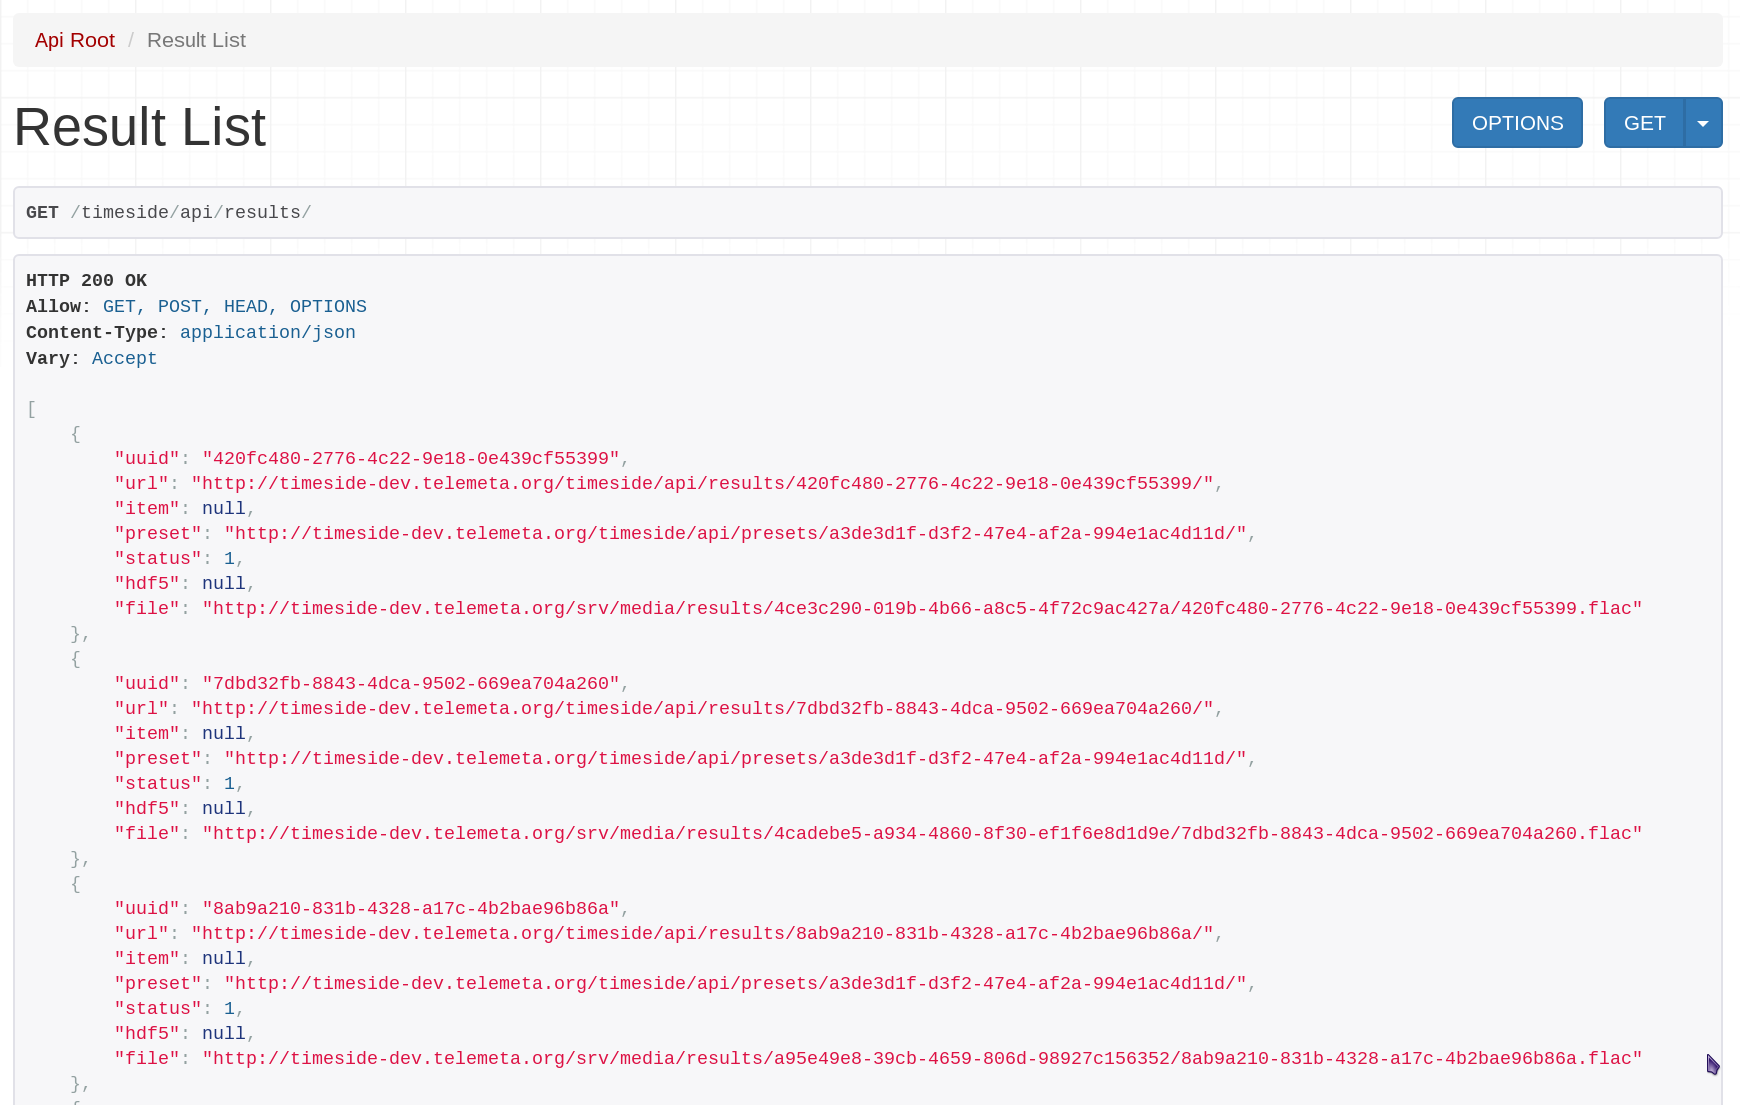 Api Root / Result List
Result List
OPTIONS
GET
GET /timeside/api/results/
HTTP 200 OK
Allow: GET, POST, HEAD, OPTIONS
Content-Type: application/json
Vary: Accept
[
    {
        "uuid": "420fc480-2776-4c22-9e18-0e439cf55399",
        "url": "http://timeside-dev.telemeta.org/timeside/api/results/420fc480-2776-4c22-9e18-0e439cf55399/",
        "item": null,
        "preset": "http://timeside-dev.telemeta.org/timeside/api/presets/a3de3d1f-d3f2-47e4-af2a-994e1ac4d11d/",
        "status": 1,
        "hdf5": null,
        "file": "http://timeside-dev.telemeta.org/srv/media/results/4ce3c290-019b-4b66-a8c5-4f72c9ac427a/420fc480-2776-4c22-9e18-0e439cf55399.flac"
    },
    {
        "uuid": "7dbd32fb-8843-4dca-9502-669ea704a260",
        "url": "http://timeside-dev.telemeta.org/timeside/api/results/7dbd32fb-8843-4dca-9502-669ea704a260/",
        "item": null,
        "preset": "http://timeside-dev.telemeta.org/timeside/api/presets/a3de3d1f-d3f2-47e4-af2a-994e1ac4d11d/",
        "status": 1,
        "hdf5": null,
        "file": "http://timeside-dev.telemeta.org/srv/media/results/4cadebe5-a934-4860-8f30-ef1f6e8d1d9e/7dbd32fb-8843-4dca-9502-669ea704a260.flac"
    },
    {
        "uuid": "8ab9a210-831b-4328-a17c-4b2bae96b86a",
        "url": "http://timeside-dev.telemeta.org/timeside/api/results/8ab9a210-831b-4328-a17c-4b2bae96b86a/",
        "item": null,
        "preset": "http://timeside-dev.telemeta.org/timeside/api/presets/a3de3d1f-d3f2-47e4-af2a-994e1ac4d11d/",
        "status": 1,
        "hdf5": null,
        "file": "http://timeside-dev.telemeta.org/srv/media/results/a95e49e8-39cb-4659-806d-98927c156352/8ab9a210-831b-4328-a17c-4b2bae96b86a.flac"
    },
    {